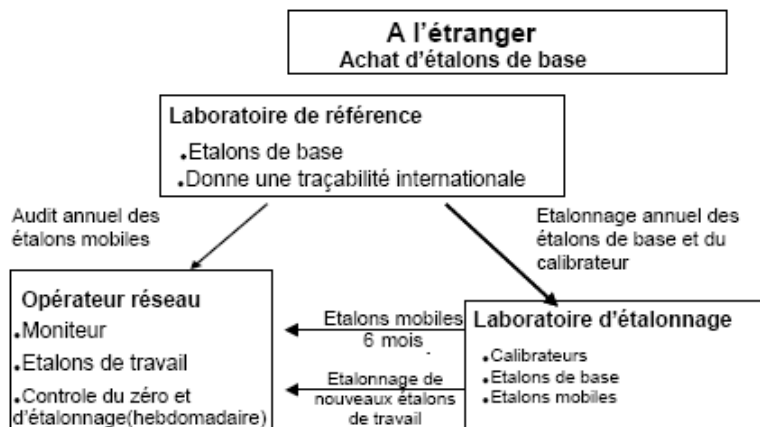 A l'étranger
Achat d'étalons de base
Laboratoire de référence
.Etalons de base
.Donne une traçabilité internationale
Audit annuel des
étalons mobiles
Etalonnage annuel des
étalons de base et du
calibrateur
Opérateur réseau
.Moniteur
.Etalons de travail
.Controle du zéro et
d'étalonnage(hebdomadaire)
Etalons mobiles
6 mois
Etalonnage de
nouveaux étalons
de travail
Laboratoire d'étalonnage
.Calibrateurs
.Etalons de base
.Etalons mobiles